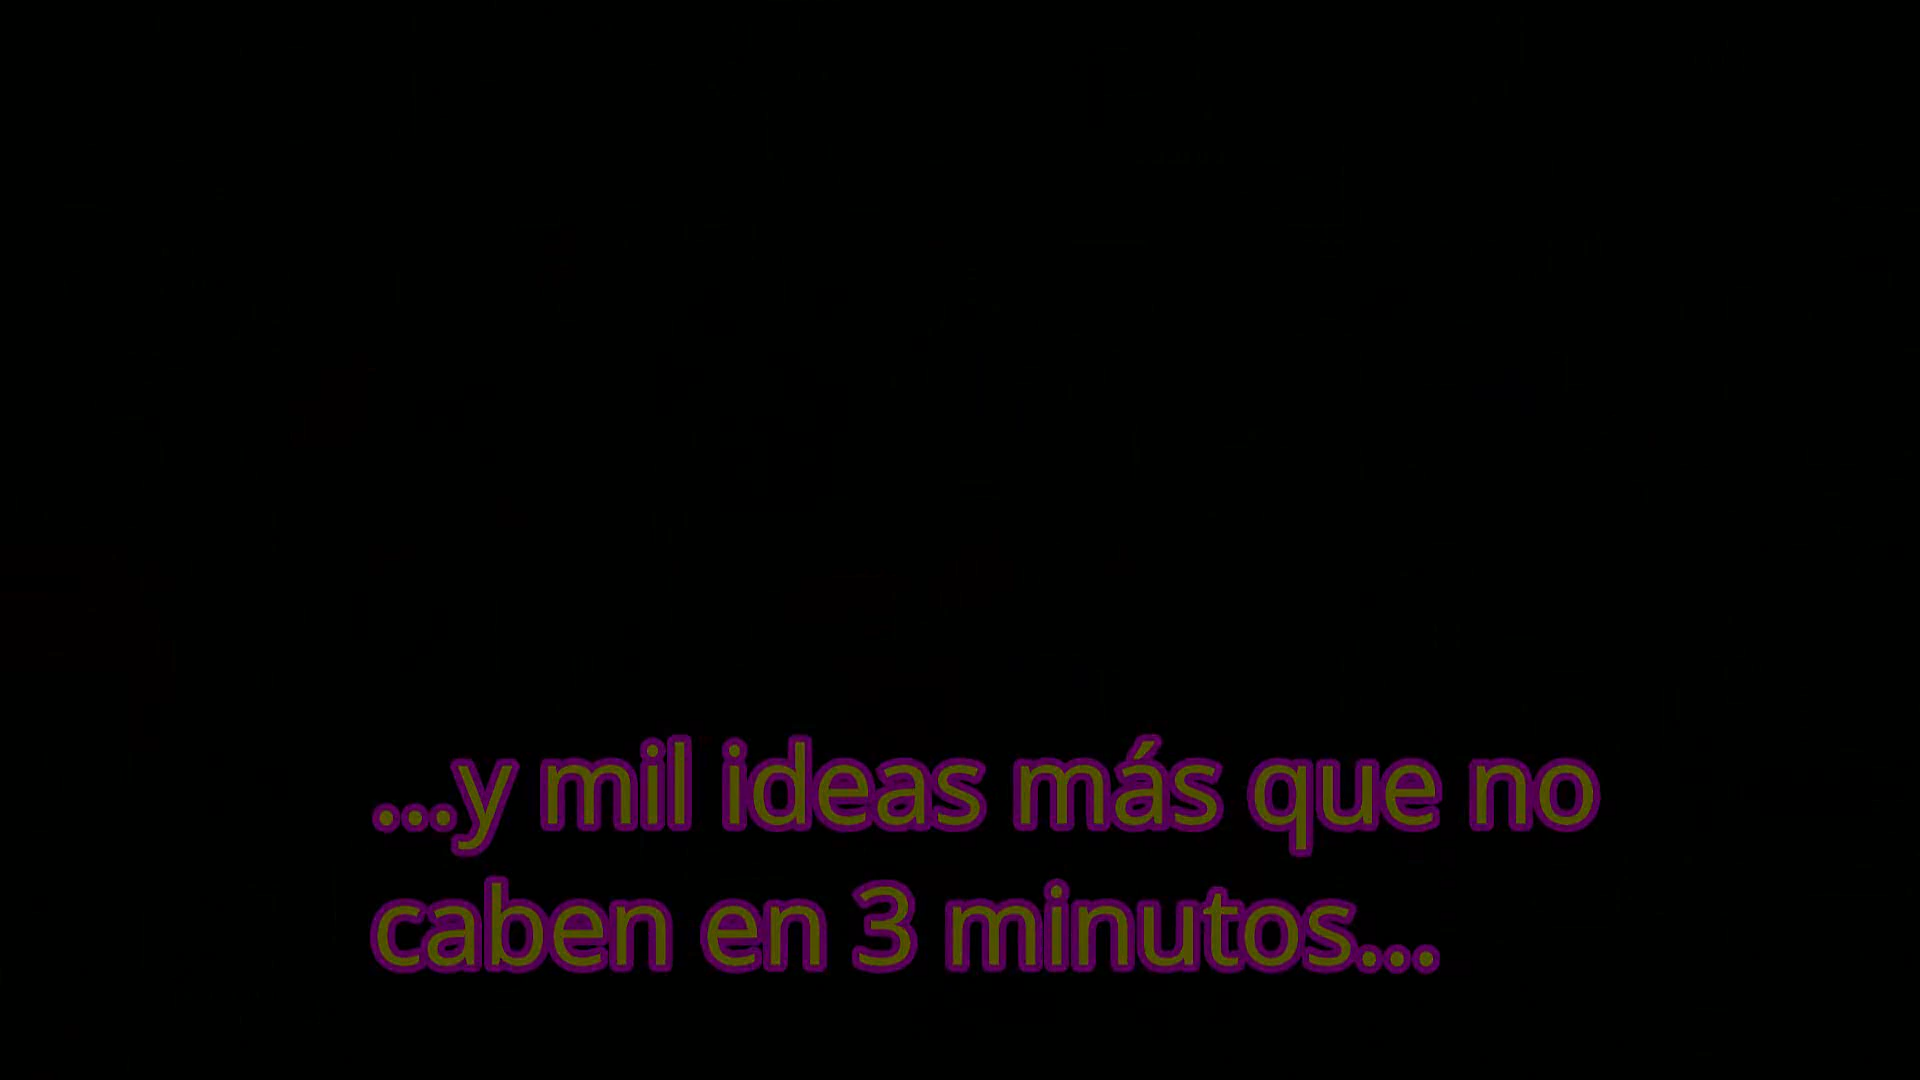 ...y mil ideas más que no
caben en 3 minutos...